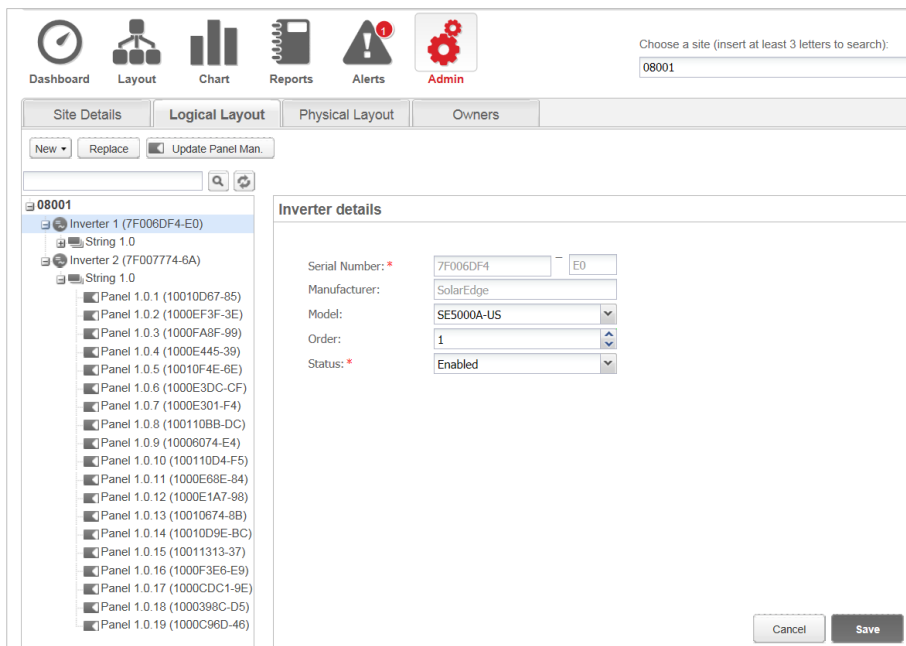 1
Choose a site (insert at least 3 letters to search):
Dashboard Layout Chart Reports Alerts Admin
08001
Site Details Logical Layout Physical Layout Owners
New Replace Update Panel Man.
08001
Inverter details
Inverter 1 (7F006DF4-E0)
String 1.0
Inverter 2 (7F007774-6A)
String 1.0
Panel 1.0.1 (10010D67-85)
Panel 1.0.2 (1000EF3F-3E)
Panel 1.0.3 (1000FA8F-99)
Panel 1.0.4 (1000E445-39)
Panel 1.0.5 (10010F4E-6E)
Panel 1.0.6 (1000E3DC-CF)
Panel 1.0.7 (1000E301-F4)
Panel 1.0.8 (100110BB-DC)
Panel 1.0.9 (10006074-E4)
Panel 1.0.10 (100110D4-F5)
Panel 1.0.11 (1000E68E-84)
Panel 1.0.12 (1000E1A7-98)
Panel 1.0.13 (10010674-8B)
Panel 1.0.14 (10010D9E-BC)
Panel 1.0.15 (10011313-37)
Panel 1.0.16 (1000F3E6-E9)
Panel 1.0.17 (1000CDC1-9E)
Panel 1.0.18 (1000398C-D5)
Panel 1.0.19 (1000C96D-46)
Serial Number: * 7F006DF4 – E0
Manufacturer: SolarEdge
Model: SE5000A-US
Order: 1
Status: * Enabled
Cancel Save